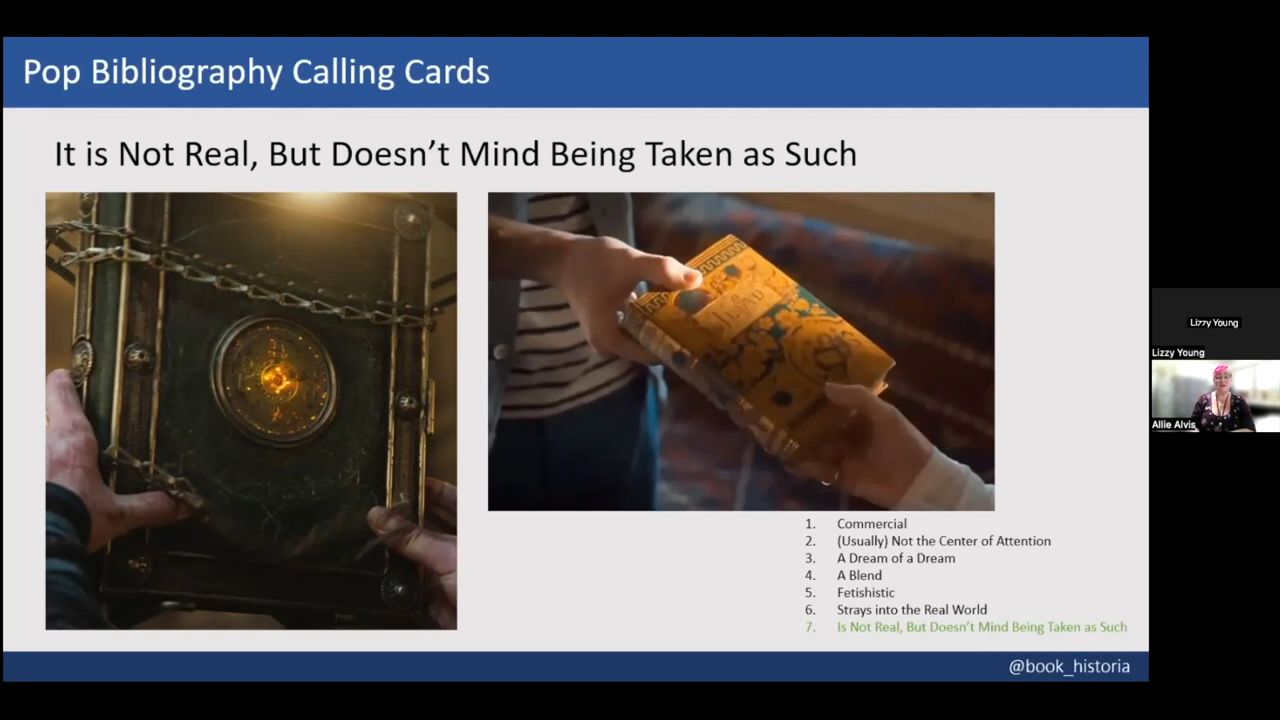 Pop Bibliography Calling Cards
It is Not Real, But Doesn’t Mind Being Taken as Such
1. Commercial
2. (Usually) Not the Center of Attention
3. A Dream of a Dream
4. A Blend
5. Fetishistic
6. Strays into the Real World
7. Is Not Real, But Doesn’t Mind Being Taken as Such
@book_historia
Lizzy Young
Lizzy Young
Allie Alvis